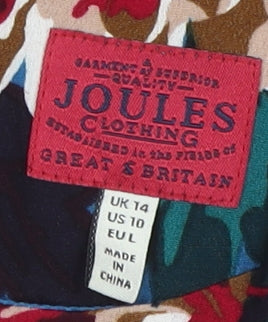 A
GARMENT of SUPERIOR
QUALITY
JOULES
CLOTHING
ESTABLISHED in the FIELDS OF
GREAT & BRITAIN
UK 14
US 10
EU L
MADE
IN
CHINA